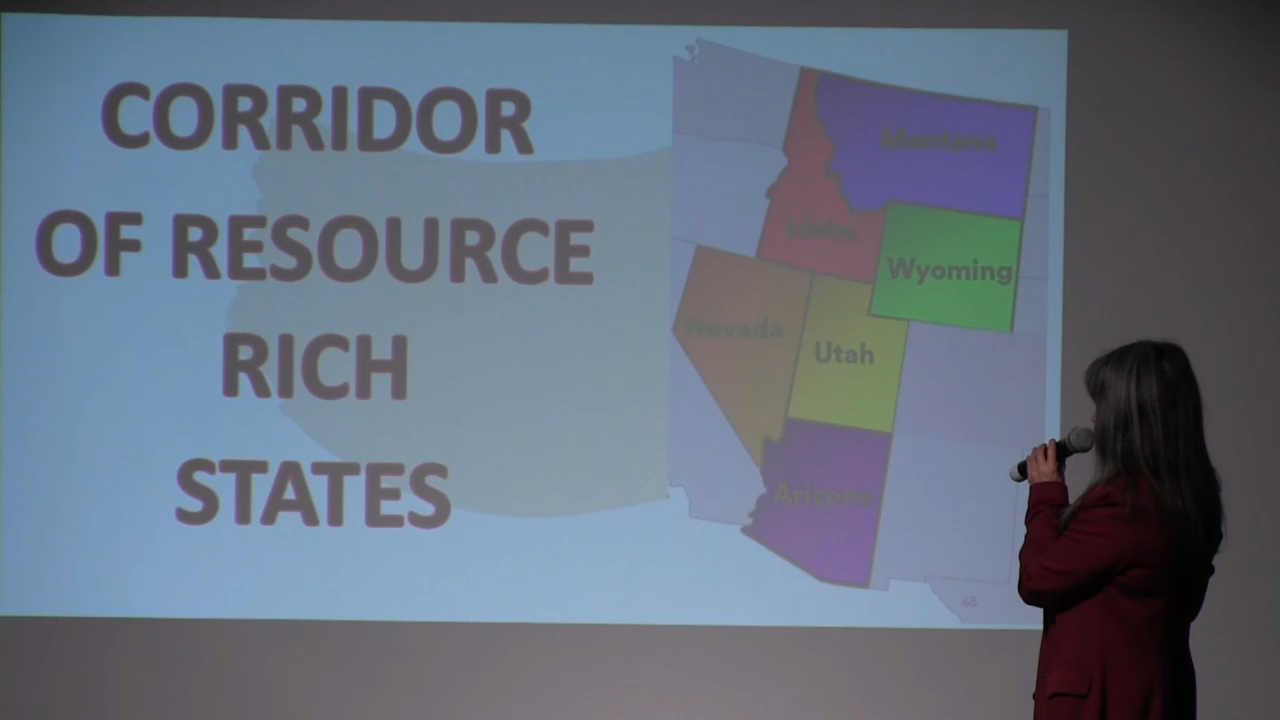 CORRIDOR
OF RESOURCE
RICH
STATES
Montana
Idaho
Wyoming
Nevada
Utah
Arizona